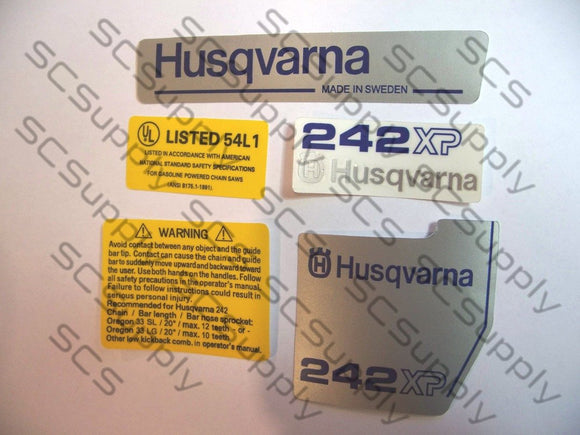 Husqvarna
MADE IN SWEDEN
UL LISTED 54L1
LISTED IN ACCORDANCE WITH AMERICAN
NATIONAL STANDARD SAFETY SPECIFICATIONS
FOR GASOLINE POWERED CHAIN SAWS
(ANSI B175.1-1991).
242XP
Husqvarna
WARNING
Avoid contact between any object and the guide
bar tip. Contact can cause the chain and guide
bar to suddenly move upward and backward toward
the user. Use both hands on the handles. Follow
all safety precautions in the operator's manual.
Failure to follow instructions could result in
serious personal injury.
Recommended for Husqvarna 242
Chain / Bar length / Bar nose sprocket:
Oregon 33 SL / 20" / max. 12 teeth - or -
Oregon 33 LG / 20" / max. 10 teeth
Other low kickback comb. in operator's manual.
Husqvarna
242XP
SCSupply